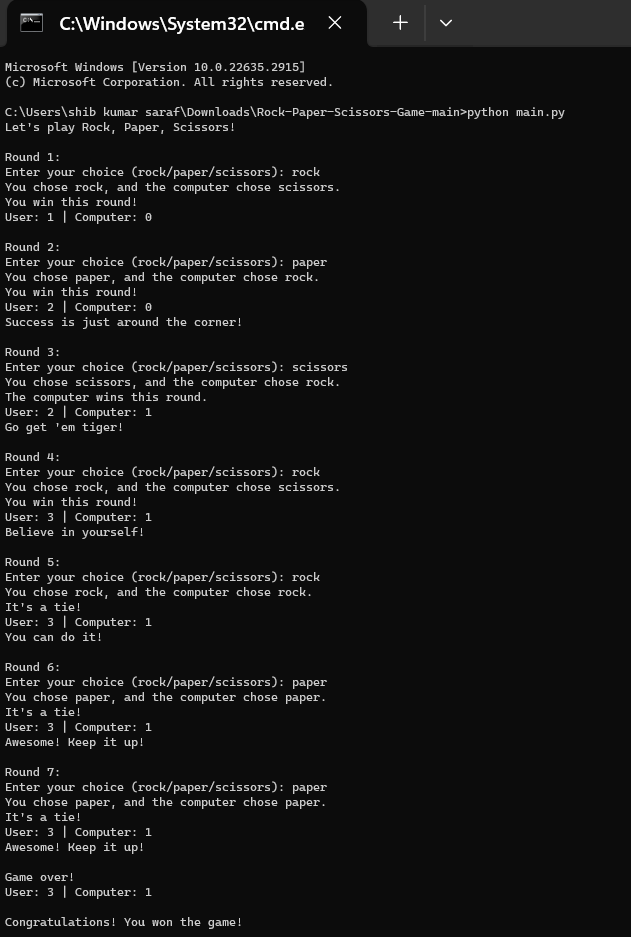 C:\Windows\System32\cmd.e
Microsoft Windows [Version 10.0.22635.2915]
(c) Microsoft Corporation. All rights reserved.
C:\Users\shib kumar saraf\Downloads\Rock-Paper-Scissors-Game-main>python main.py
Let's play Rock, Paper, Scissors!
Round 1:
Enter your choice (rock/paper/scissors): rock
You chose rock, and the computer chose scissors.
You win this round!
User: 1 | Computer: 0
Round 2:
Enter your choice (rock/paper/scissors): paper
You chose paper, and the computer chose rock.
You win this round!
User: 2 | Computer: 0
Success is just around the corner!
Round 3:
Enter your choice (rock/paper/scissors): scissors
You chose scissors, and the computer chose rock.
The computer wins this round.
User: 2 | Computer: 1
Go get 'em tiger!
Round 4:
Enter your choice (rock/paper/scissors): rock
You chose rock, and the computer chose scissors.
You win this round!
User: 3 | Computer: 1
Believe in yourself!
Round 5:
Enter your choice (rock/paper/scissors): rock
You chose rock, and the computer chose rock.
It's a tie!
User: 3 | Computer: 1
You can do it!
Round 6:
Enter your choice (rock/paper/scissors): paper
You chose paper, and the computer chose paper.
It's a tie!
User: 3 | Computer: 1
Awesome! Keep it up!
Round 7:
Enter your choice (rock/paper/scissors): paper
You chose paper, and the computer chose paper.
It's a tie!
User: 3 | Computer: 1
Awesome! Keep it up!
Game over!
User: 3 | Computer: 1
Congratulations! You won the game!